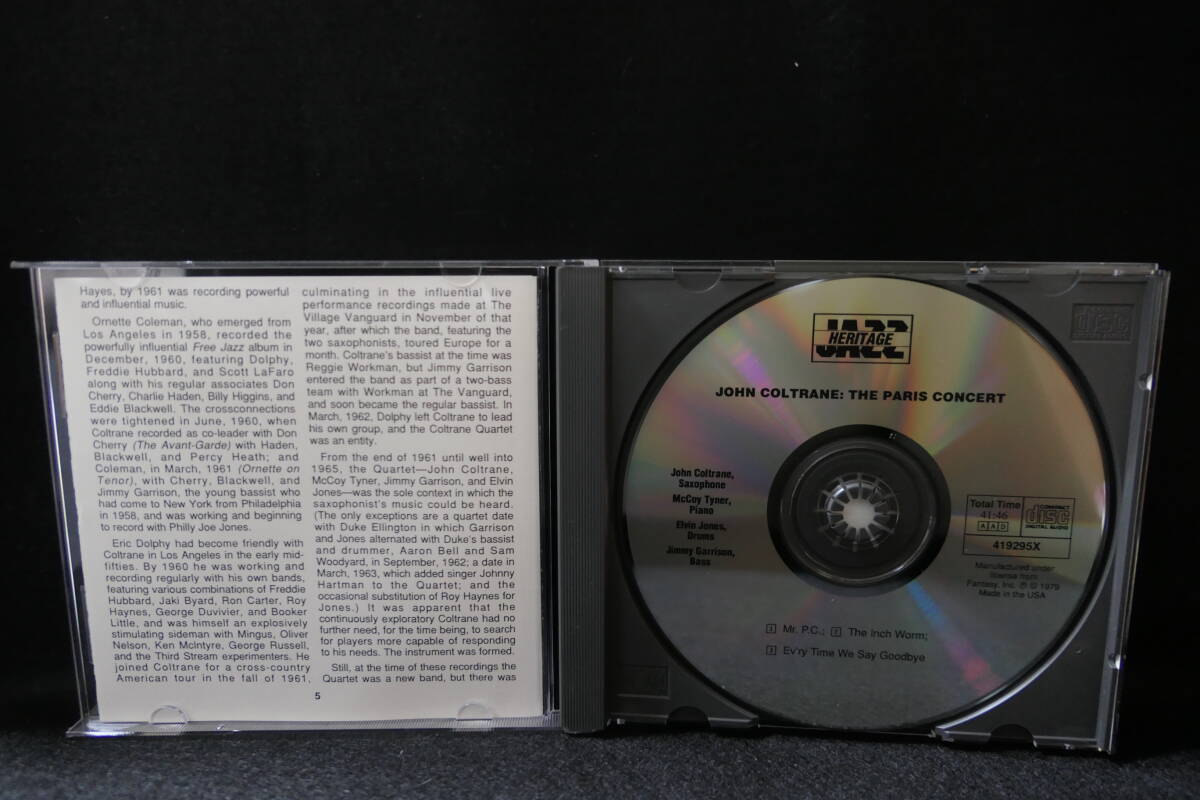 Hayes, by 1961 was recording powerful
and influential music.
Ornette Coleman, who emerged from
Los Angeles in 1958, recorded the
powerfully influential Free Jazz album in
December, 1960, featuring Dolphy,
Freddie Hubbard, and Scott LaFaro
along with his regular associates Don
Cherry, Charlie Haden, Billy Higgins, and
Eddie Blackwell. The crossconnections
were tightened in June, 1960, when
Coltrane recorded as co-leader with Don
Cherry (The Avant-Garde) with Haden,
Blackwell, and Percy Heath; and
Coleman, in March, 1961 (Ornette on
Tenor), with Cherry, Blackwell, and
Jimmy Garrison, the young bassist who
had come to New York from Philadelphia
in 1958, and was working and beginning
to record with Philly Joe Jones.
Eric Dolphy had become friendly with
Coltrane in Los Angeles in the early mid-
fifties. By 1960 he was working and
recording regularly with his own bands,
featuring various combinations of Freddie
Hubbard, Jaki Byard, Ron Carter, Roy
Haynes, George Duvivier, and Booker
Little, and was himself an explosively
stimulating sideman with Mingus, Oliver
Nelson, Ken McIntyre, George Russell,
and the Third Stream experimenters. He
joined Coltrane for a cross-country
American tour in the fall of 1961,
culminating in the influential live
performance recordings made at The
Village Vanguard in November of that
year, after which the band, featuring the
two saxophonists, toured Europe for a
month. Coltrane's bassist at the time was
Reggie Workman, but Jimmy Garrison
entered the band as part of a two-bass
team with Workman at The Vanguard,
and soon became the regular bassist. In
March, 1962, Dolphy left Coltrane to lead
his own group, and the Coltrane Quartet
was an entity.
From the end of 1961 until well into
1965, the Quartet—John Coltrane,
McCoy Tyner, Jimmy Garrison, and Elvin
Jones—was the sole context in which the
saxophonist's music could be heard.
(The only exceptions are a quartet date
with Duke Ellington in which Garrison
and Jones alternated with Duke's bassist
and drummer, Aaron Bell and Sam
Woodyard, in September, 1962; a date in
March, 1963, which added singer Johnny
Hartman to the Quartet; and the
occasional substitution of Roy Haynes for
Jones.) It was apparent that the
continuously exploratory Coltrane had no
further need, for the time being, to search
for players more capable of responding
to his needs. The instrument was formed.
Still, at the time of these recordings the
Quartet was a new band, but there was
5
JAZZ
HERITAGE
JOHN COLTRANE: THE PARIS CONCERT
John Coltrane,
Saxophone
McCoy Tyner,
Piano
Elvin Jones,
Drums
Jimmy Garrison,
Bass
Total Time
41:46
AAD
COMPACT
disc
DIGITAL AUDIO
419295X
Manufactured under
license from
Fantasy, Inc. ℗ © 1979
Made in the USA
1 Mr. P.C.; 2 The Inch Worm;
3 Ev'ry Time We Say Goodbye
disc